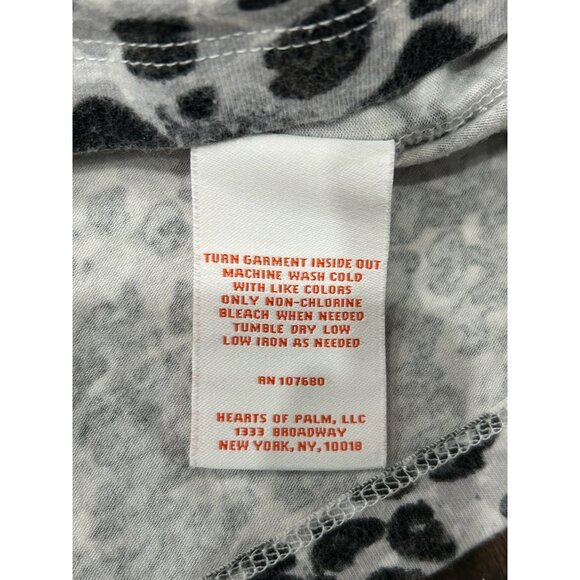 TURN GARMENT INSIDE OUT
MACHINE WASH COLD
WITH LIKE COLORS
ONLY NON-CHLORINE
BLEACH WHEN NEEDED
TUMBLE DRY LOW
LOW IRON AS NEEDED
RN 107680
HEARTS OF PALM, LLC
1333 BROADWAY
NEW YORK, NY, 10018